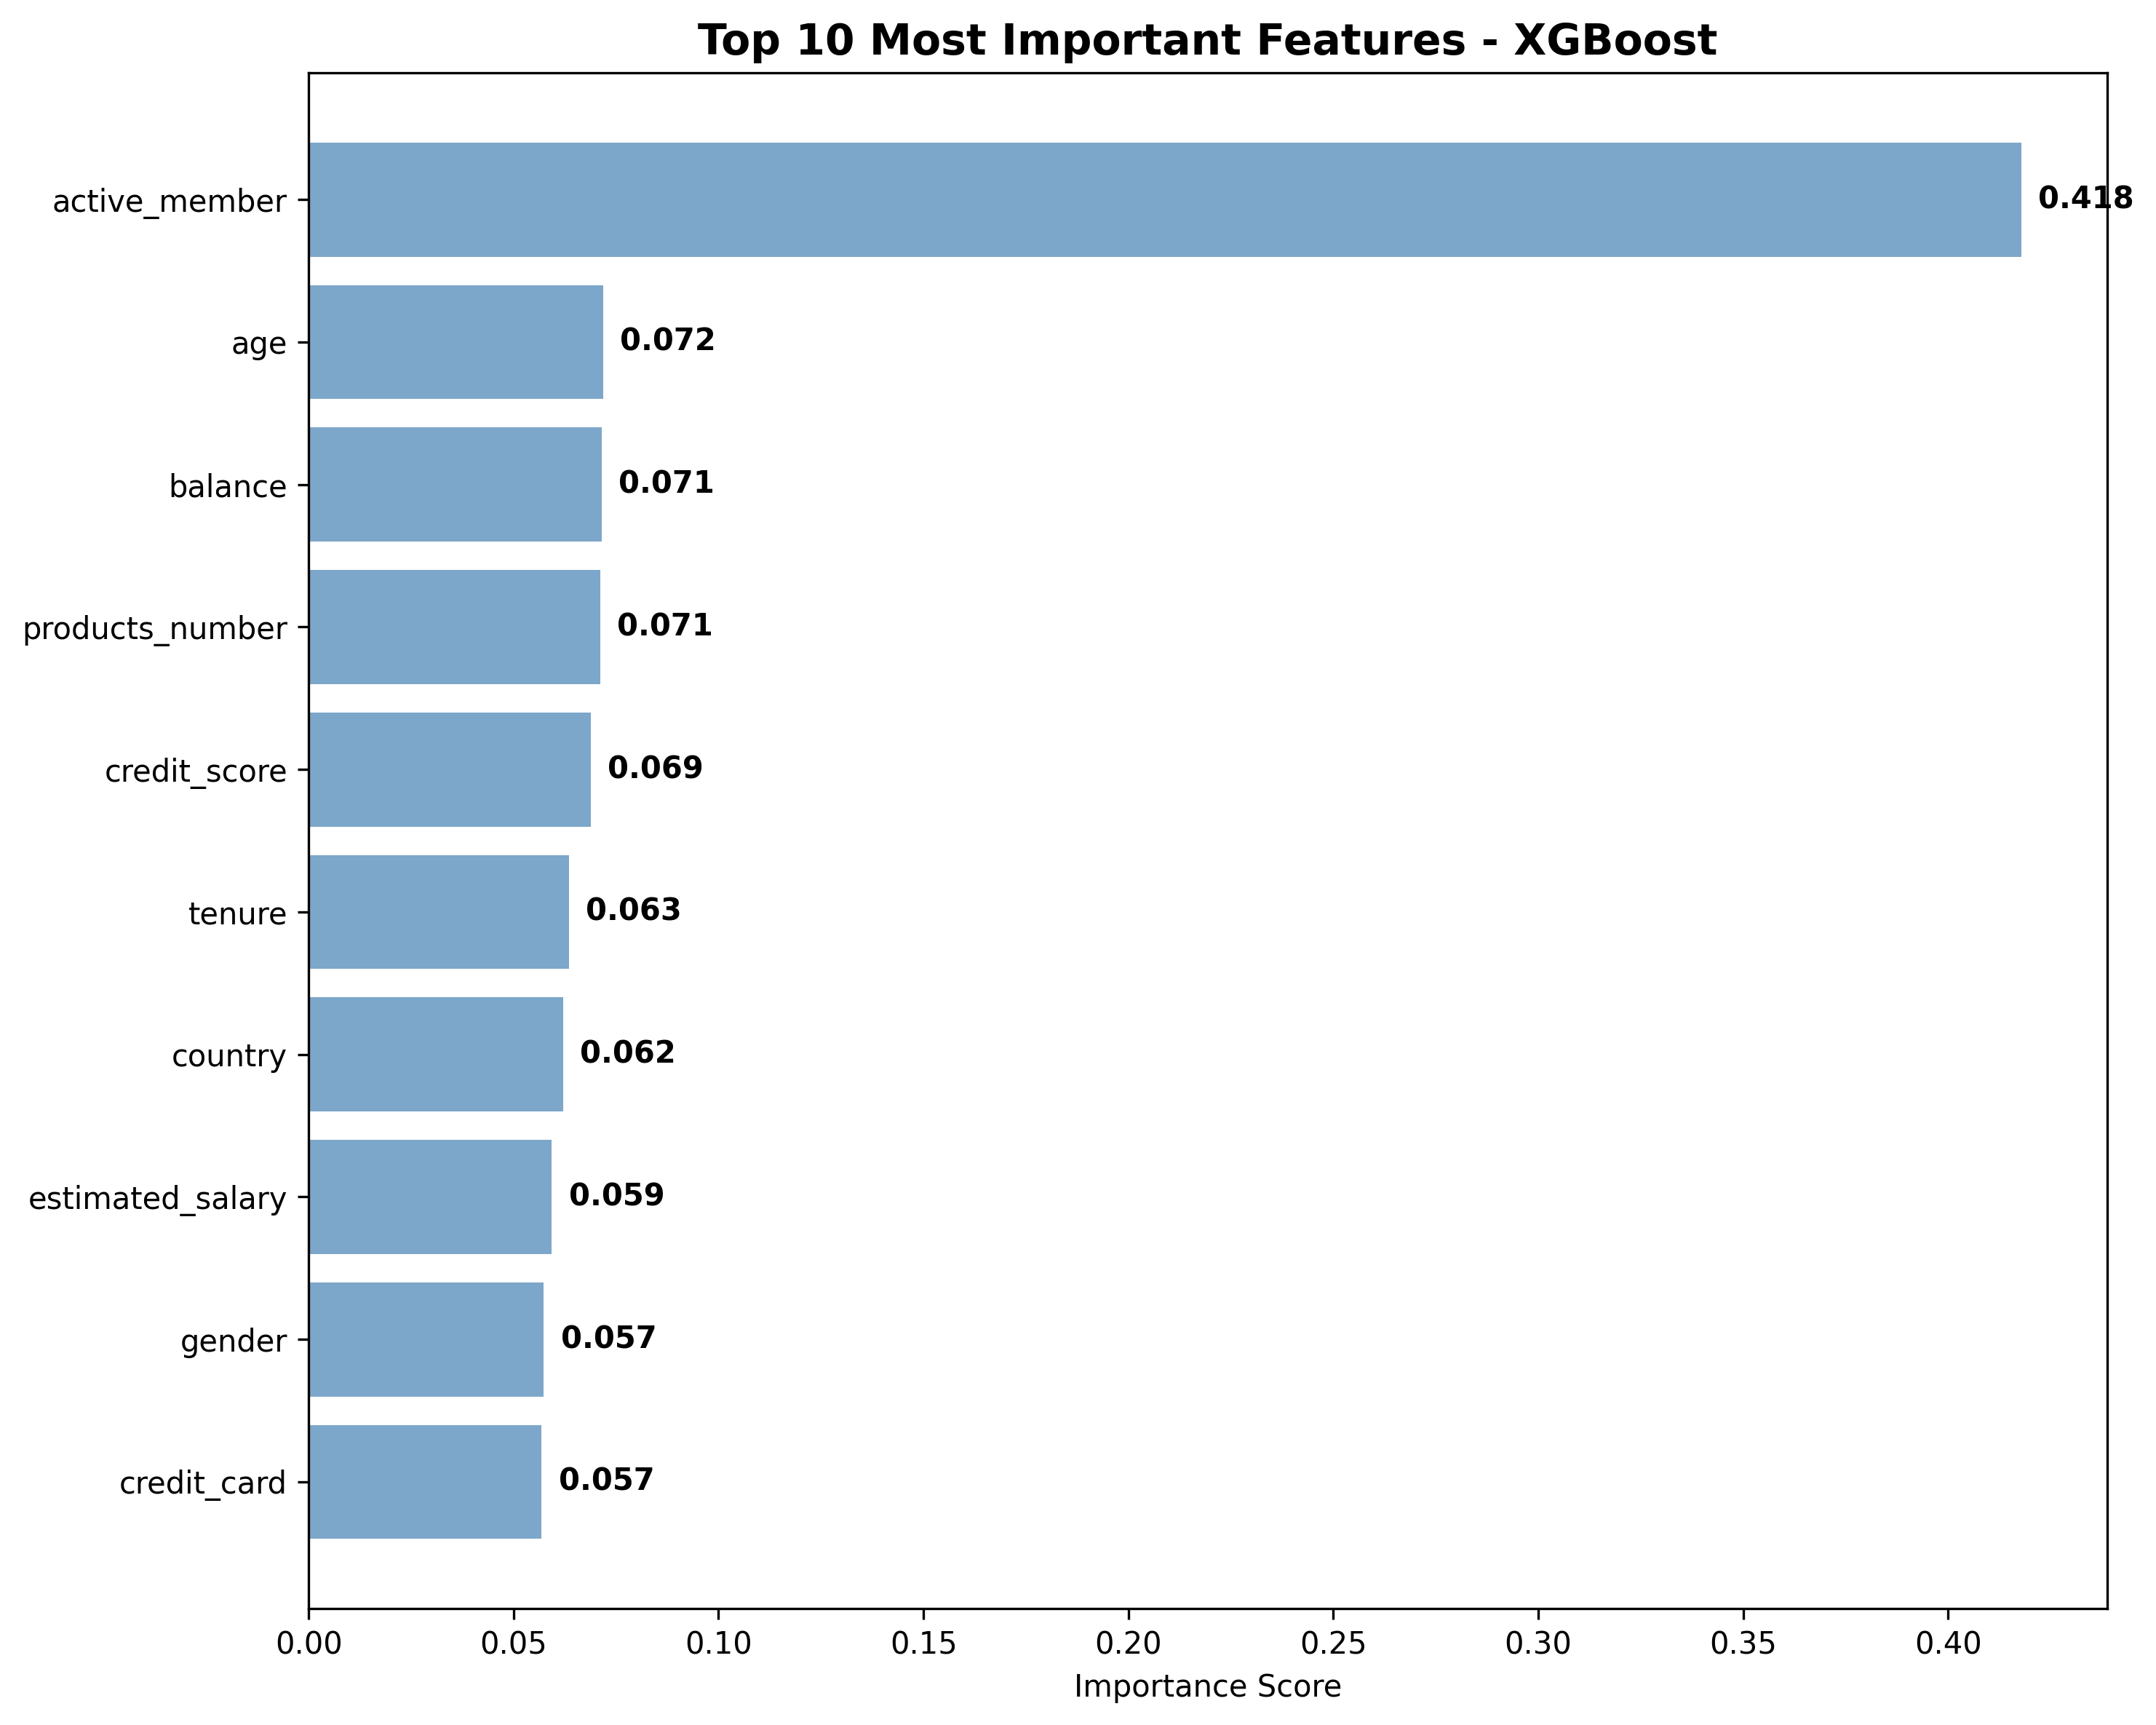 Top 10 Most Important Features - XGBoost
active_member 0.418
age 0.072
balance 0.071
products_number 0.071
credit_score 0.069
tenure 0.063
country 0.062
estimated_salary 0.059
gender 0.057
credit_card 0.057
0.00 0.05 0.10 0.15 0.20 0.25 0.30 0.35 0.40
Importance Score